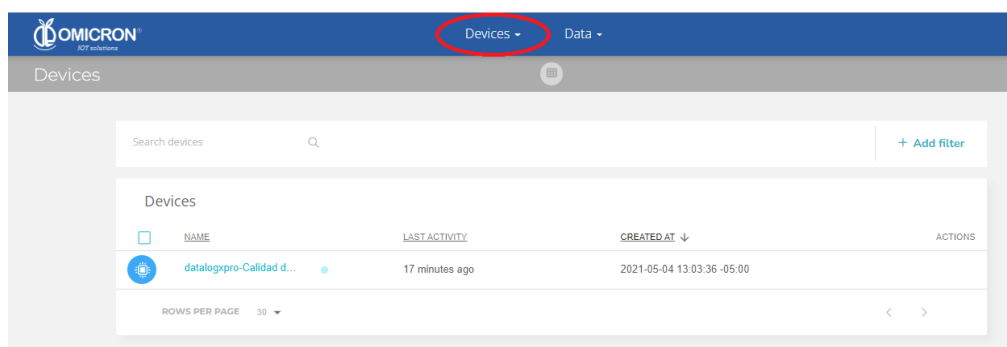 OMICRON®
IOT solutions
Devices
Data
Devices
Search devices
+ Add filter
Devices
NAME LAST ACTIVITY CREATED AT ↓ ACTIONS
datalogxpro-Calidad d... 17 minutes ago 2021-05-04 13:03:36 -05:00
ROWS PER PAGE 30